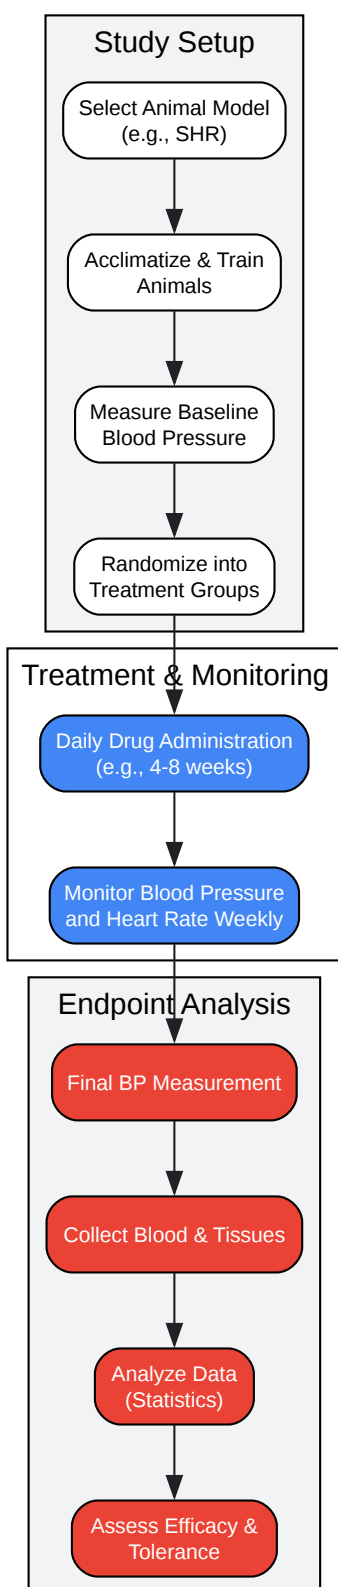 Study Setup
Select Animal Model
(e.g., SHR)
Acclimatize & Train
Animals
Measure Baseline
Blood Pressure
Randomize into
Treatment Groups
Treatment & Monitoring
Daily Drug Administration
(e.g., 4-8 weeks)
Monitor Blood Pressure
and Heart Rate Weekly
Endpoint Analysis
Final BP Measurement
Collect Blood & Tissues
Analyze Data
(Statistics)
Assess Efficacy &
Tolerance